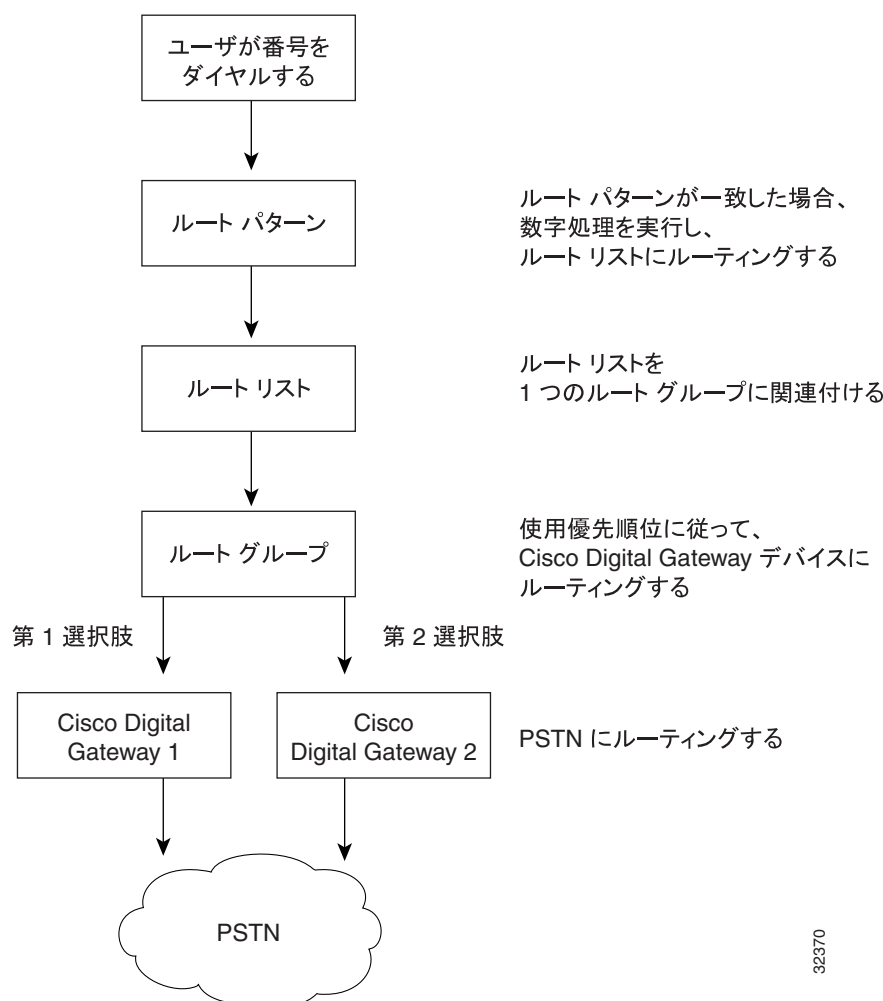 ユーザが番号を
ダイヤルする
ルート パターン
ルート パターンが一致した場合、
数字処理を実行し、
ルート リストにルーティングする
ルート リスト
ルート リストを
1 つのルート グループに関連付ける
ルート グループ
使用優先順位に従って、
Cisco Digital Gateway デバイスに
ルーティングする
第 1 選択肢
第 2 選択肢
Cisco Digital
Gateway 1
Cisco
Digital Gateway 2
PSTN にルーティングする
PSTN
32370